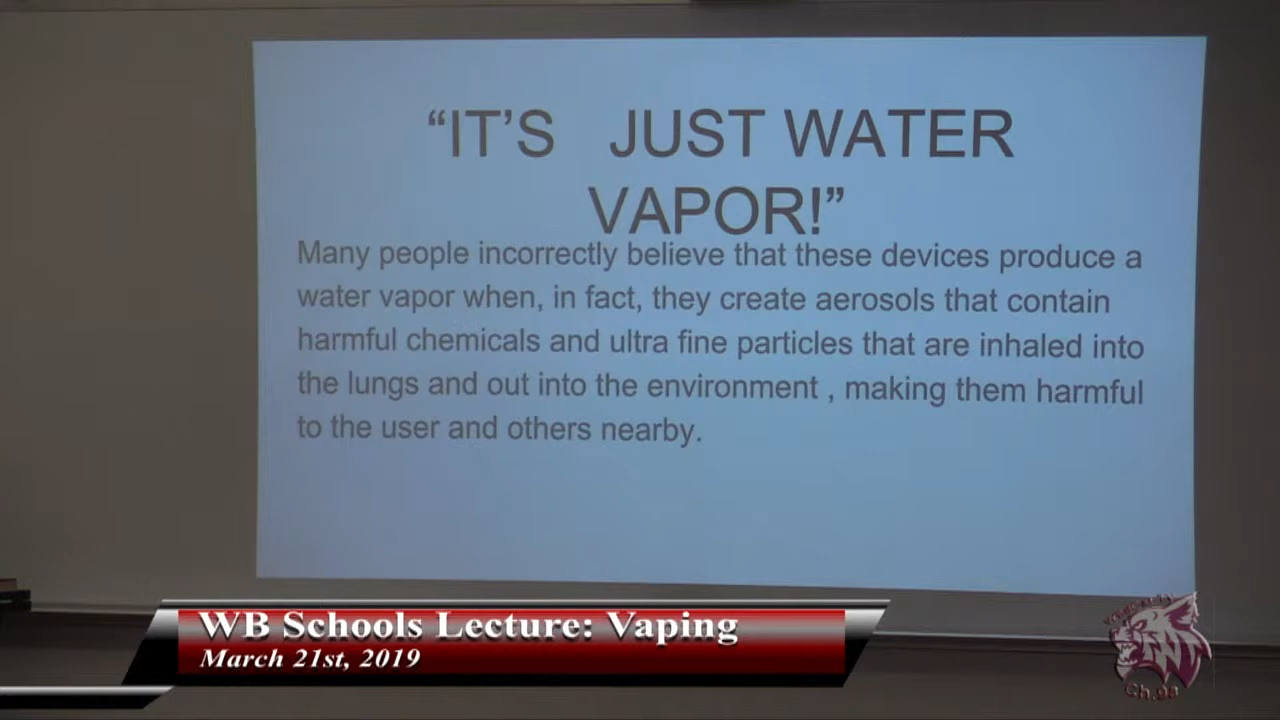 “IT’S JUST WATER
VAPOR!”
Many people incorrectly believe that these devices produce a
water vapor when, in fact, they create aerosols that contain
harmful chemicals and ultra fine particles that are inhaled into
the lungs and out into the environment , making them harmful
to the user and others nearby.
WB Schools Lecture: Vaping
March 21st, 2019